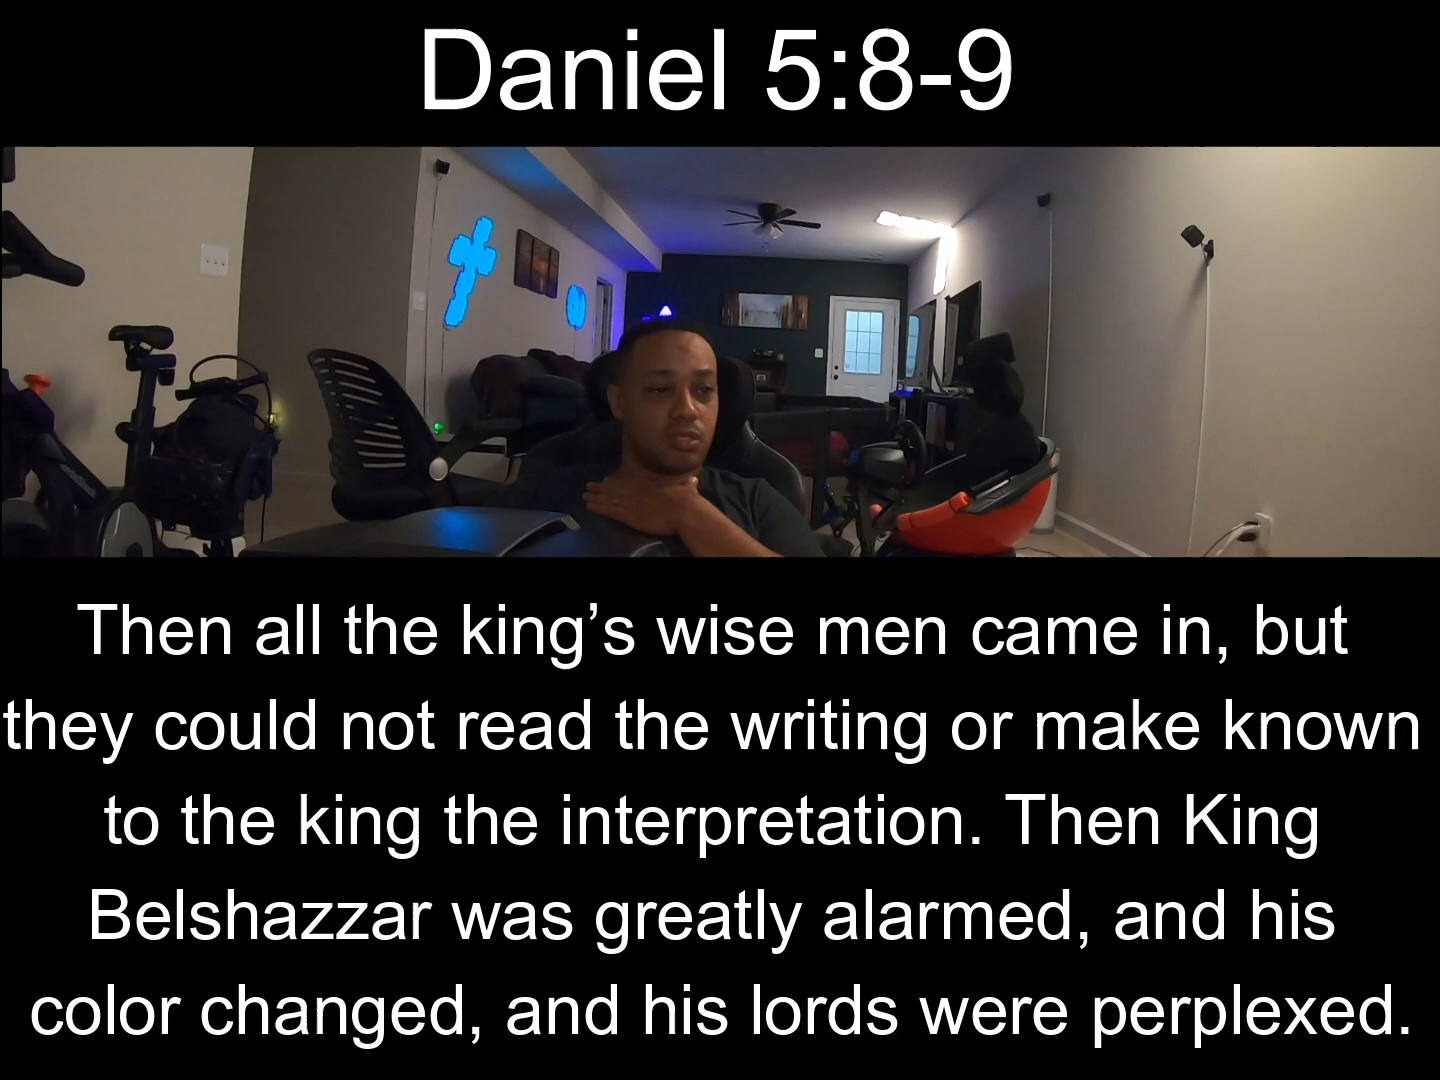 Daniel 5:8-9
Then all the king’s wise men came in, but
they could not read the writing or make known
to the king the interpretation. Then King
Belshazzar was greatly alarmed, and his
color changed, and his lords were perplexed.